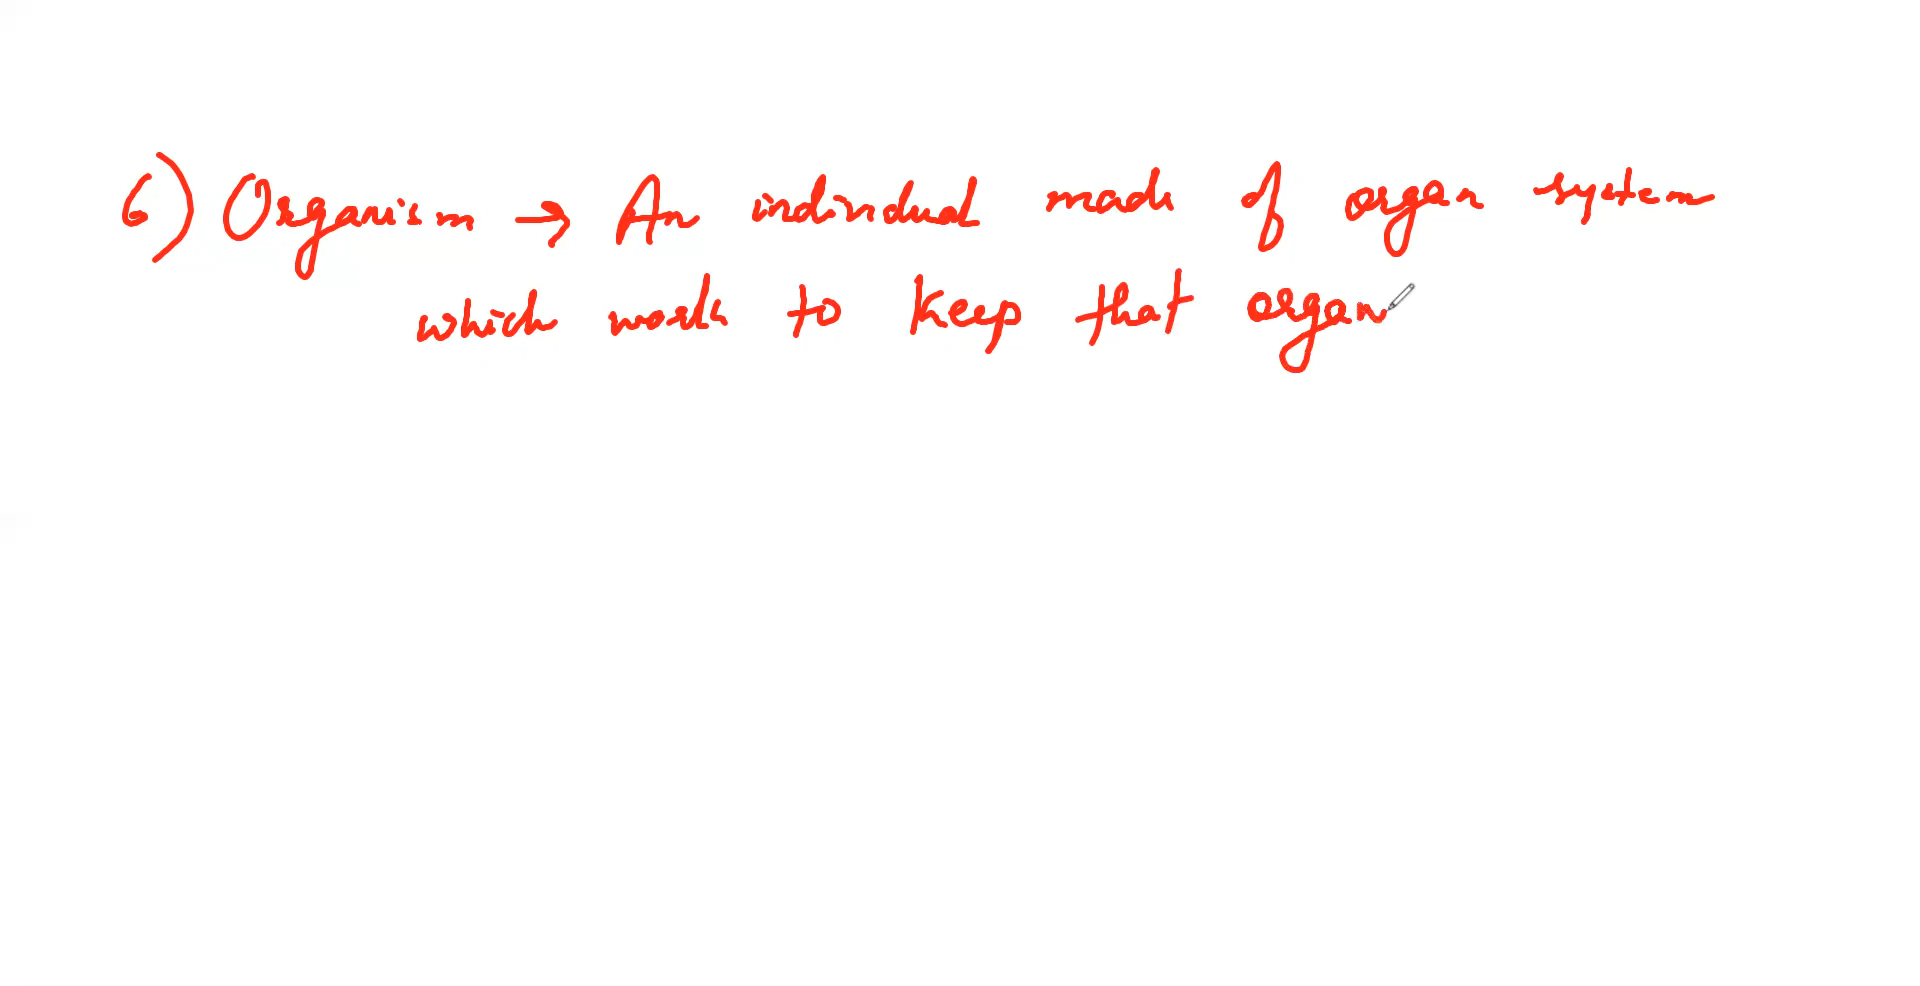 6) Organism → An individual made of organ system
which work to keep that organ